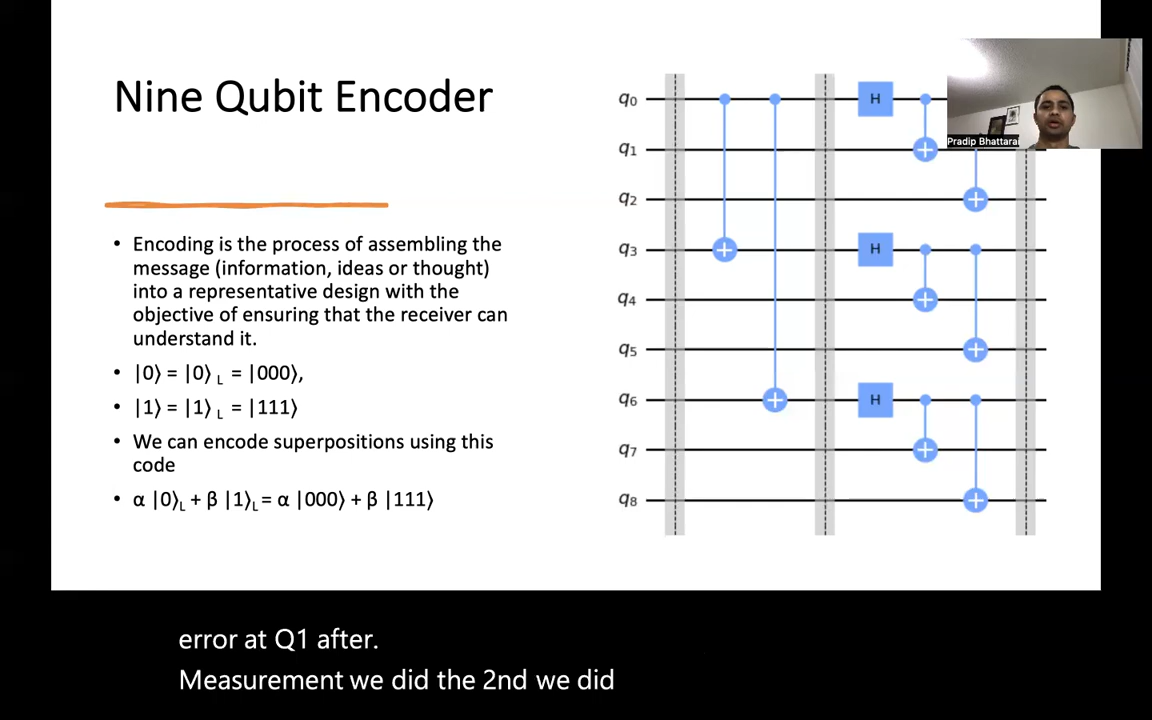 Nine Qubit Encoder
• Encoding is the process of assembling the
message (information, ideas or thought)
into a representative design with the
objective of ensuring that the receiver can
understand it.
• |0⟩ = |0⟩ L = |000⟩,
• |1⟩ = |1⟩ L = |111⟩
• We can encode superpositions using this
code
• α |0⟩L + β |1⟩L = α |000⟩ + β |111⟩
q0
H
q1
q2
q3
H
q4
q5
q6
H
q7
q8
Pradip Bhattarai
error at Q1 after.
Measurement we did the 2nd we did